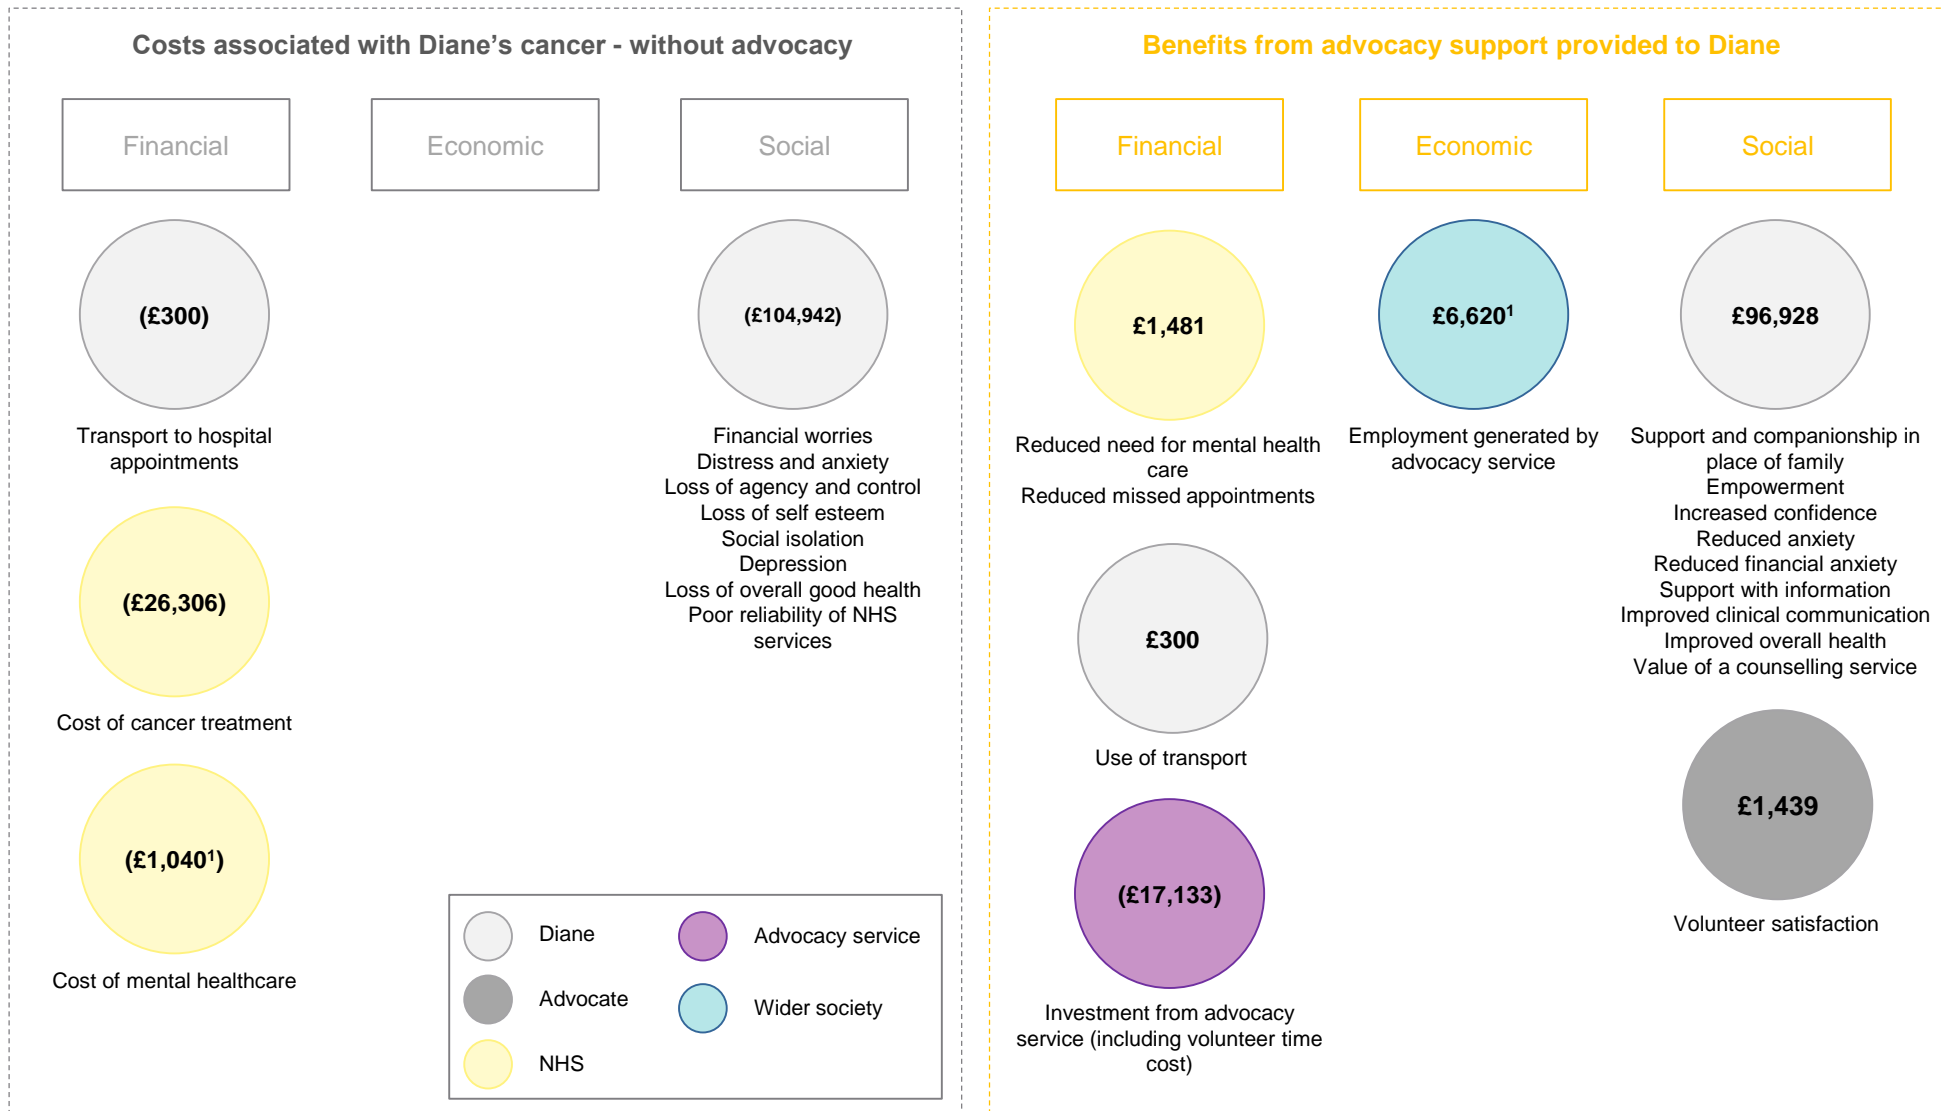 Costs associated with Diane’s cancer - without advocacy
Financial
Economic
Social
(£300)
Transport to hospital
appointments
(£26,306)
Cost of cancer treatment
(£1,040¹)
Cost of mental healthcare
(£104,942)
Financial worries
Distress and anxiety
Loss of agency and control
Loss of self esteem
Social isolation
Depression
Loss of overall good health
Poor reliability of NHS
services
Diane
Advocate
NHS
Advocacy service
Wider society
Benefits from advocacy support provided to Diane
Financial
Economic
Social
£1,481
Reduced need for mental health
care
Reduced missed appointments
£300
Use of transport
(£17,133)
Investment from advocacy
service (including volunteer time
cost)
£6,620¹
Employment generated by
advocacy service
£96,928
Support and companionship in
place of family
Empowerment
Increased confidence
Reduced anxiety
Reduced financial anxiety
Support with information
Improved clinical communication
Improved overall health
Value of a counselling service
£1,439
Volunteer satisfaction